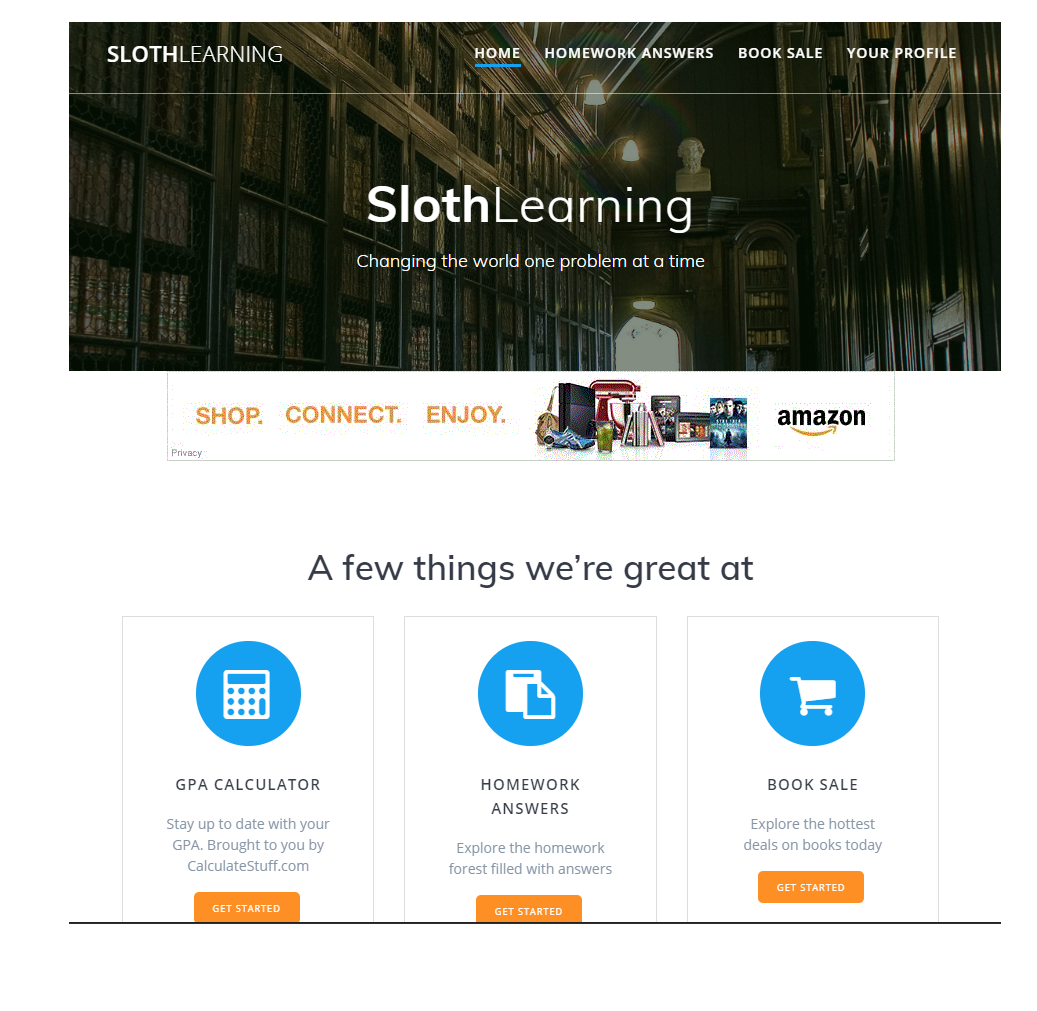 SLOTHLEARNING
HOME HOMEWORK ANSWERS BOOK SALE YOUR PROFILE
SlothLearning
Changing the world one problem at a time
SHOP. CONNECT. ENJOY.
amazon
Privacy
A few things we're great at
GPA CALCULATOR
Stay up to date with your
GPA. Brought to you by
CalculateStuff.com
GET STARTED
HOMEWORK
ANSWERS
Explore the homework
forest filled with answers
GET STARTED
BOOK SALE
Explore the hottest
deals on books today
GET STARTED